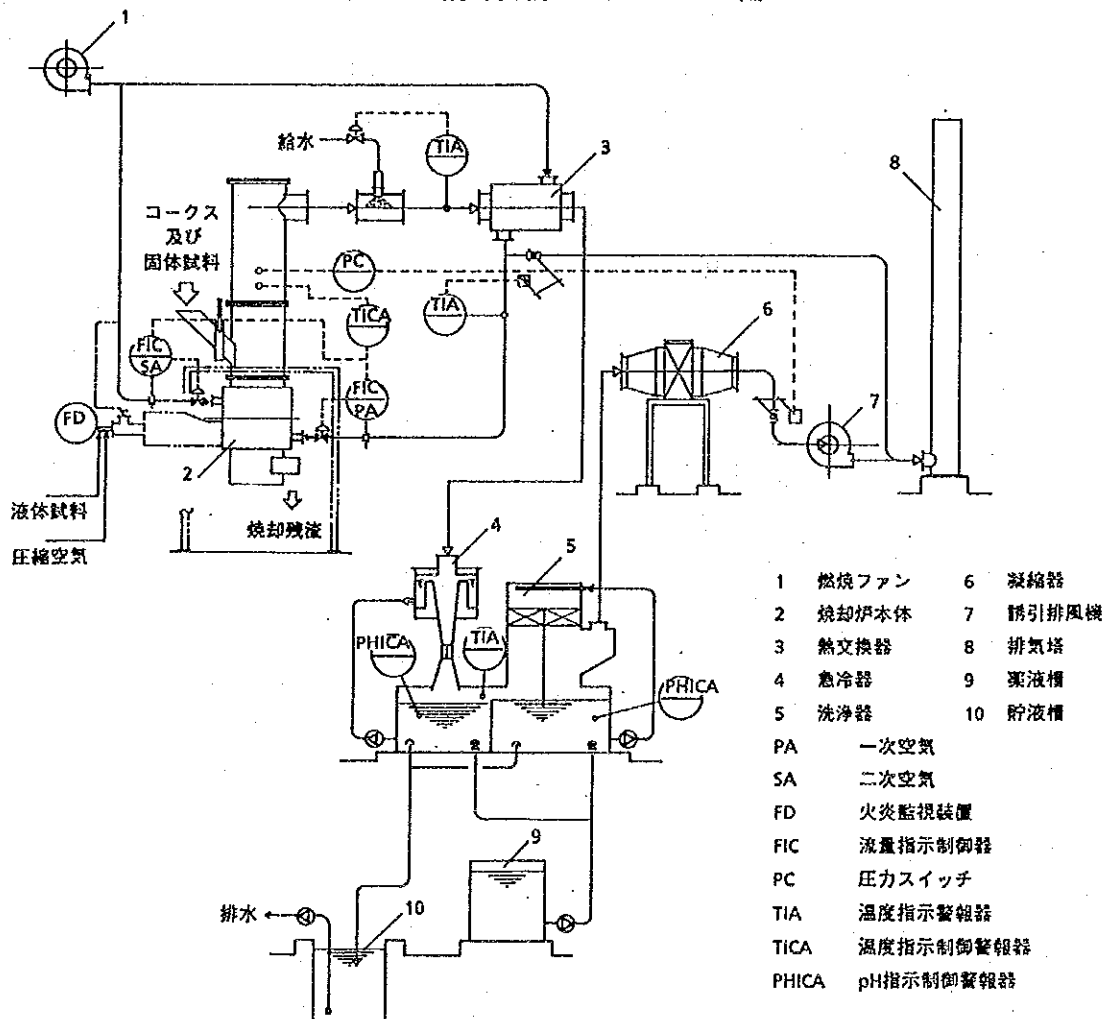 1
給水
TIA
3
8
コークス
及び
固体試料
PC
TIA
TiCA
6
FIC
SA
FIC
PA
FD
7
2
液体試料
焼却残渣
圧縮空気
4
5
PHICA
TIA
PHICA
9
排水
10
1 燃焼ファン
2 焼却炉本体
3 熱交換器
4 急冷器
5 洗浄器
6 凝縮器
7 誘引排風機
8 排気塔
9 薬液槽
10 貯液槽
PA 一次空気
SA 二次空気
FD 火炎監視装置
FIC 流量指示制御器
PC 圧力スイッチ
TIA 温度指示警報器
TiCA 温度指示制御警報器
PHICA pH指示制御警報器